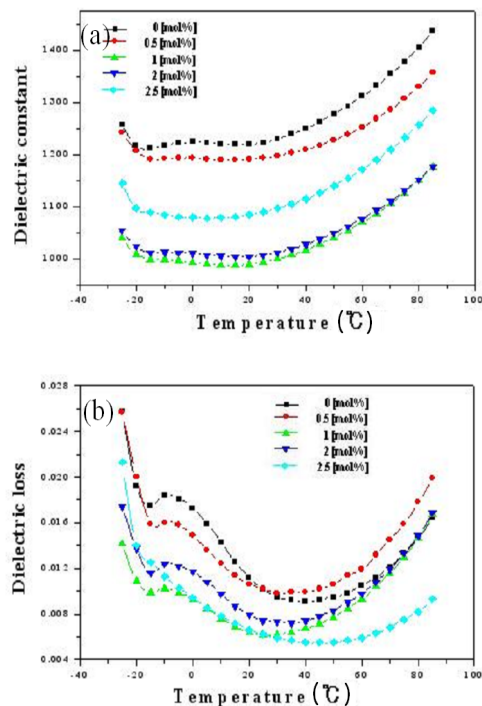 (a)
0 [mol%]
0.5 [mol%]
1 [mol%]
2 [mol%]
2.5 [mol%]
Dielectric constant
1400
1300
1200
1100
1000
-40 -20 0 20 40 60 80 100
Temperature (℃)
(b)
0 [mol%]
0.5 [mol%]
1 [mol%]
2 [mol%]
2.5 [mol%]
Dielectric loss
0.028
0.024
0.020
0.016
0.012
0.008
0.004
-40 -20 0 20 40 60 80 100
Temperature (℃)